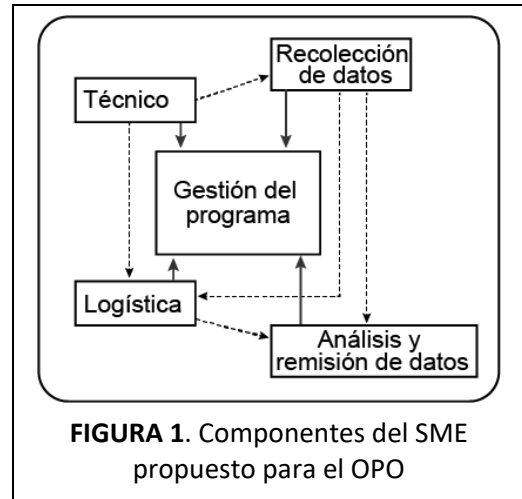 Recolección
de datos
Técnico
Gestión del
programa
Logística
Análisis y
remisión de datos
FIGURA 1. Componentes del SME
propuesto para el OPO